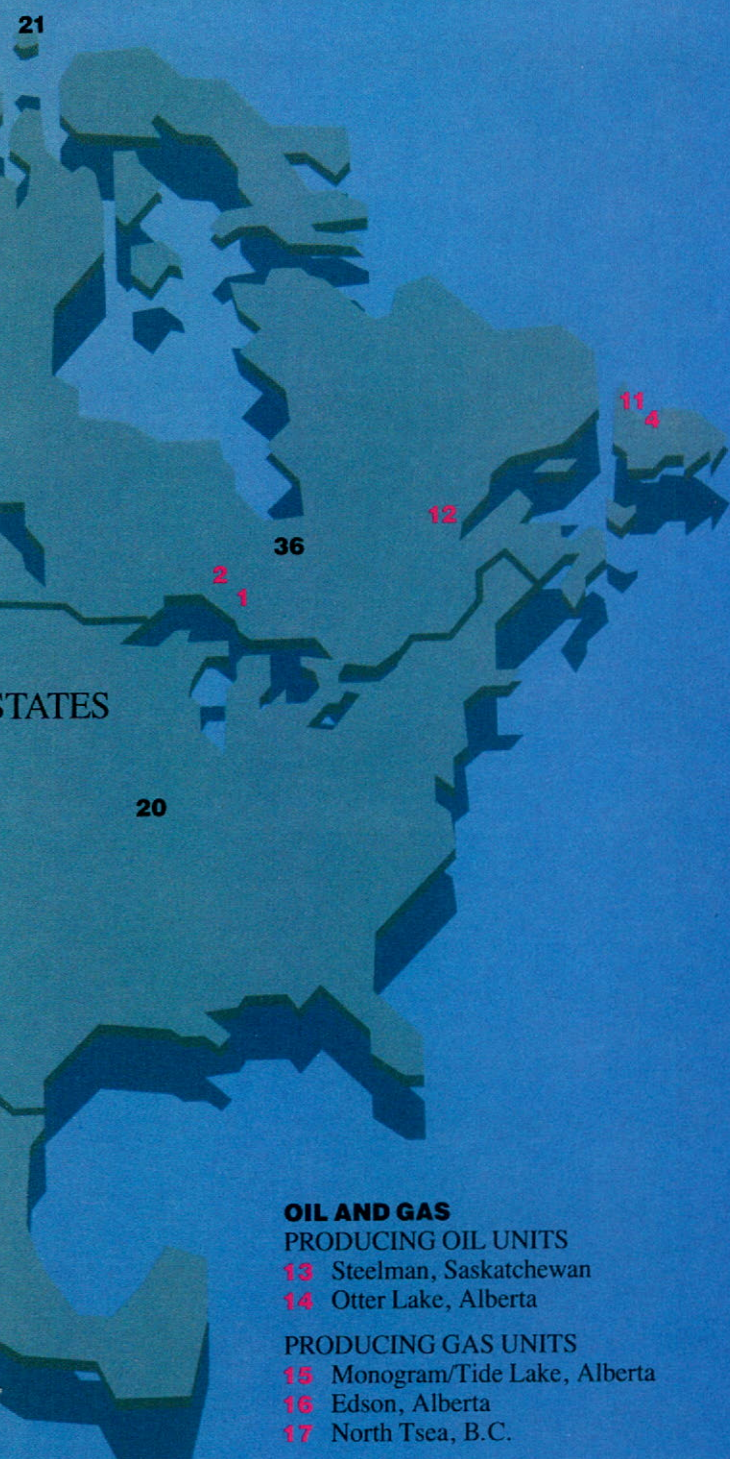 21
11
4
12
36
2
1
STATES
20
OIL AND GAS
PRODUCING OIL UNITS
13 Steelman, Saskatchewan
14 Otter Lake, Alberta
PRODUCING GAS UNITS
15 Monogram/Tide Lake, Alberta
16 Edson, Alberta
17 North Tsea, B.C.